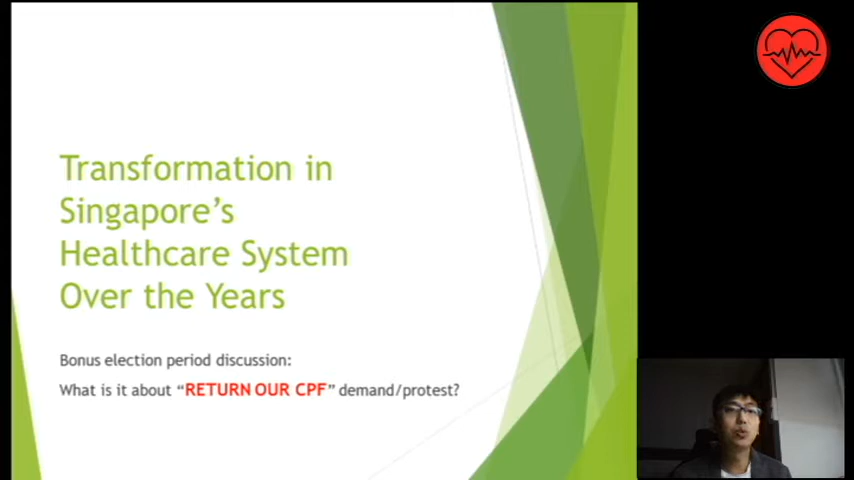 Transformation in
Singapore's
Healthcare System
Over the Years
Bonus election period discussion:
What is it about “RETURN OUR CPF” demand/protest?